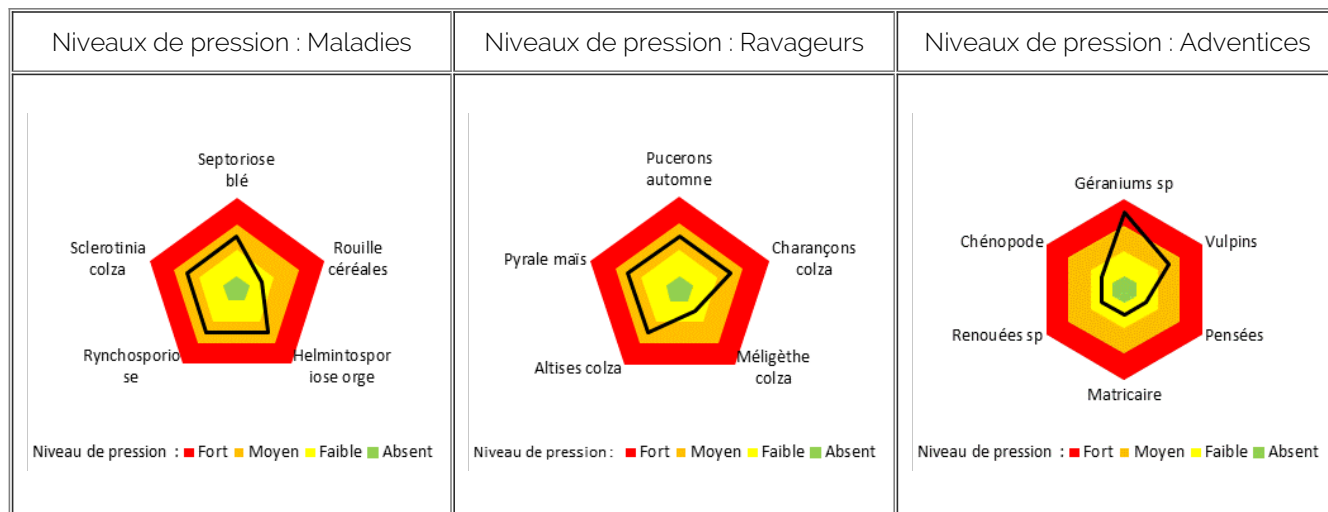 Niveaux de pression : Maladies
Niveaux de pression : Ravageurs
Niveaux de pression : Adventices
Septoriose
blé
Sclerotinia
colza
Rouille
céréales
Rynchosporio
se
Helmintospor
iose orge
Niveau de pression : Fort Moyen Faible Absent
Pucerons
automne
Pyrale maïs
Charançons
colza
Altises colza
Méligèthe
colza
Niveau de pression : Fort Moyen Faible Absent
Géraniums sp
Chénopode
Vulpins
Renouées sp
Pensées
Matricaire
Niveau de pression : Fort Moyen Faible Absent